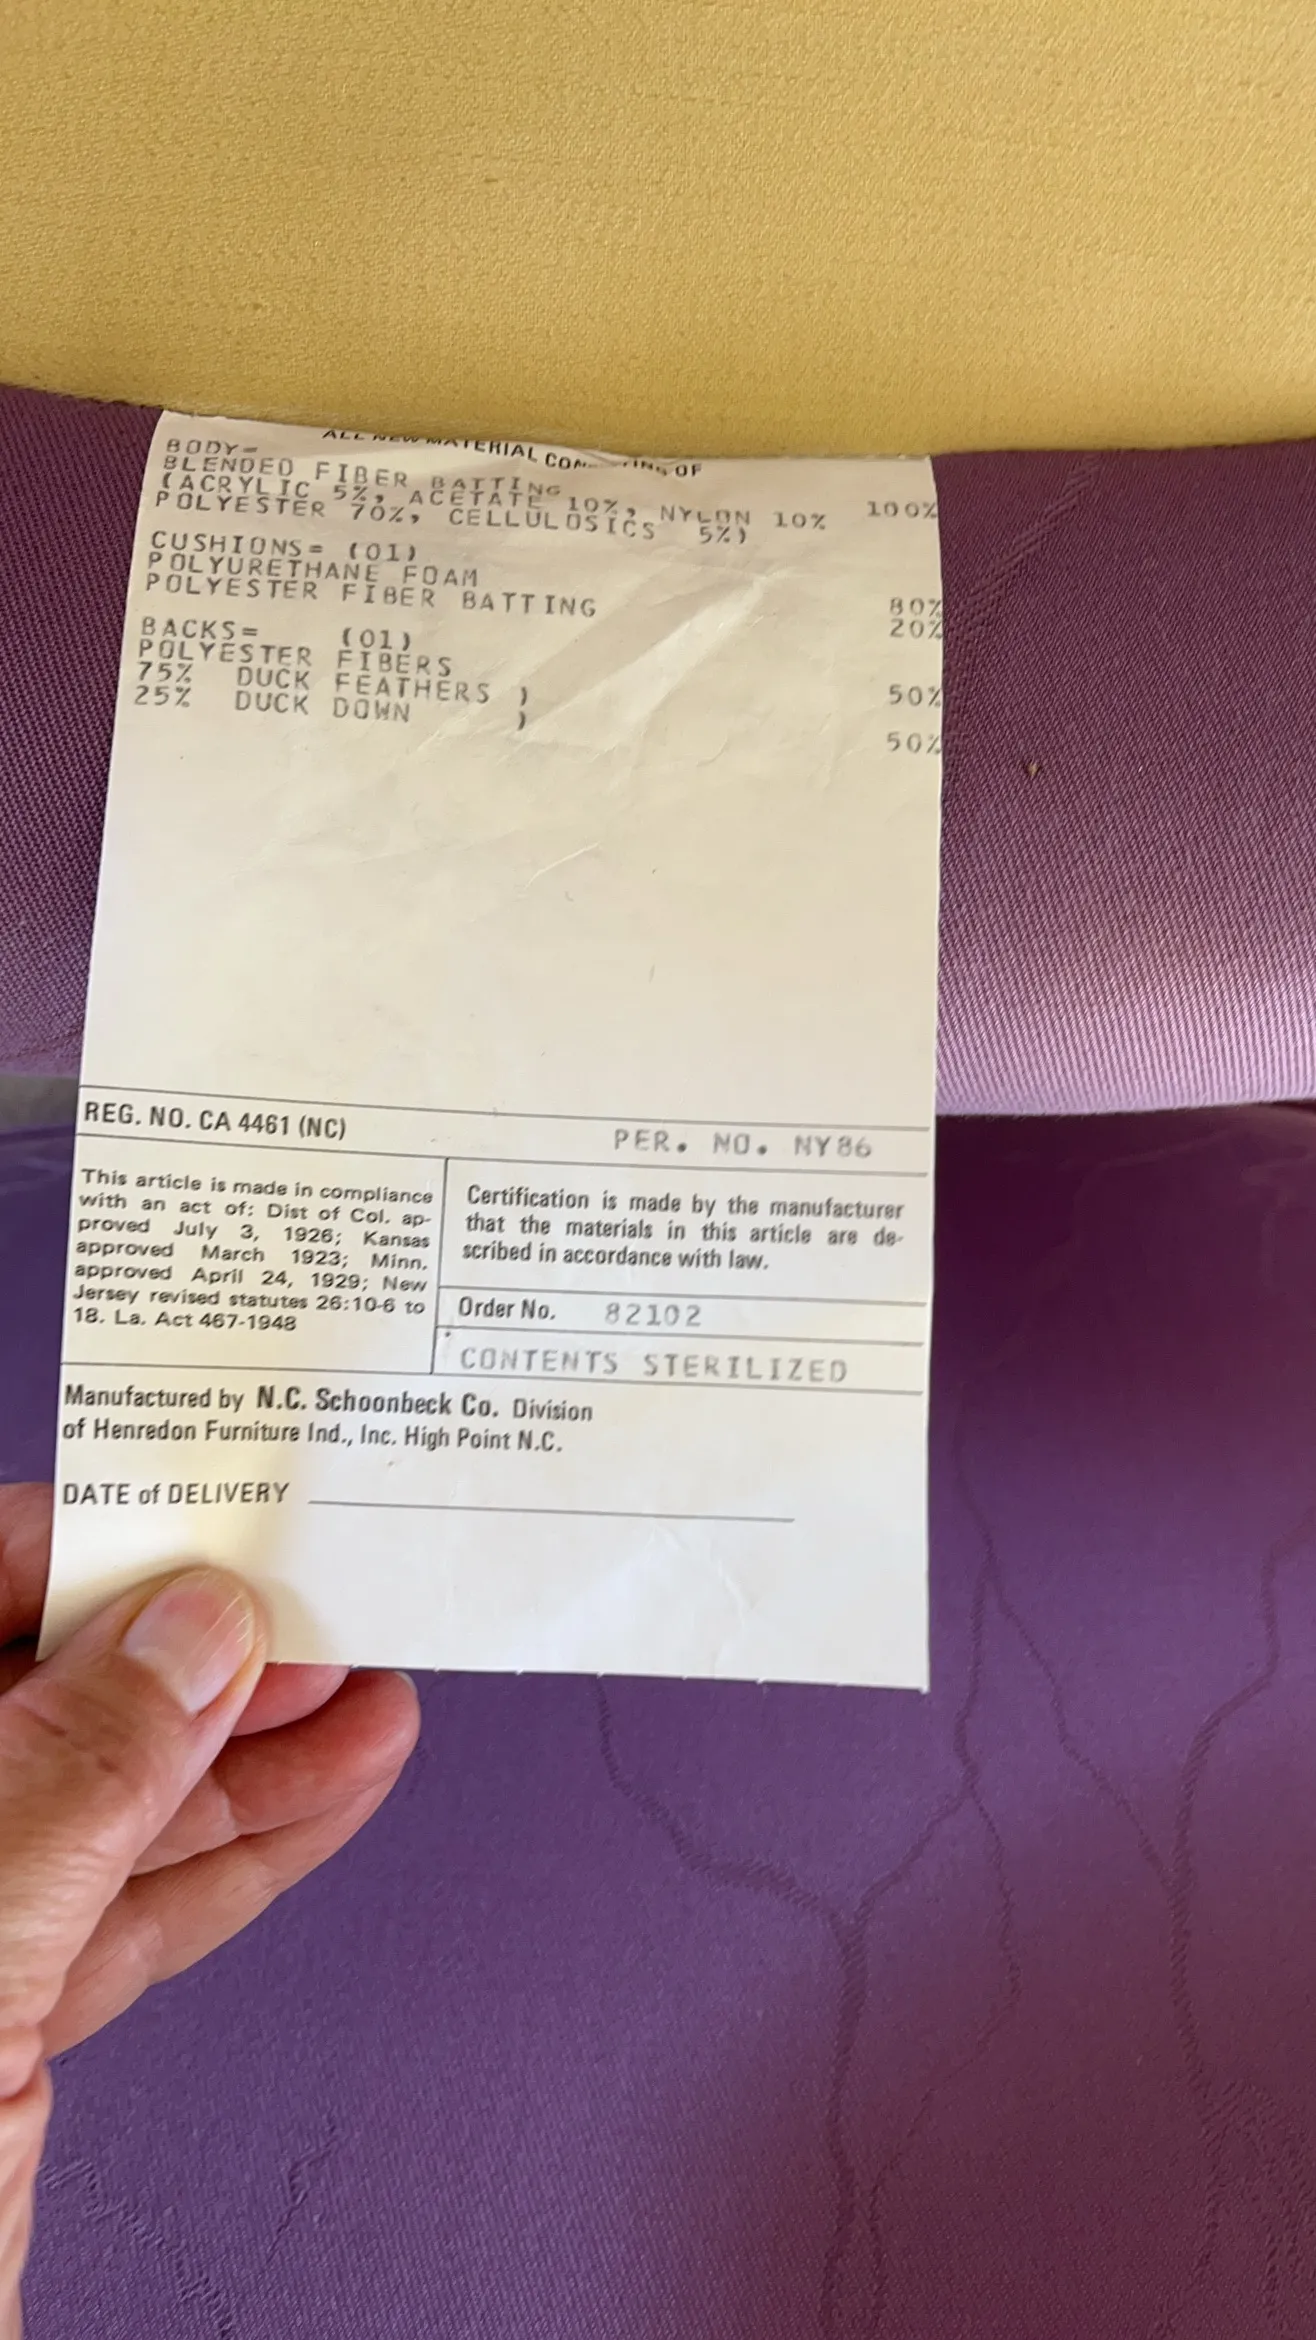 ALL NEW MATERIAL OF
BODY=
BLENDED FIBER BATTING 100%
(ACRYLIC 5%, ACETATE 10%, NYLON 10%
POLYESTER 70%, CELLULOSICS 5%)
CUSHIONS= (01)
POLYURETHANE FOAM 80%
POLYESTER FIBER BATTING 20%
BACKS= (01)
POLYESTER FIBERS 50%
75% DUCK FEATHERS )
25% DUCK DOWN ) 50%
REG. NO. CA 4461 (NC)
PER. NO. NY86
This article is made in compliance
with an act of: Dist of Col. ap-
proved July 3, 1926; Kansas
approved March 1923; Minn.
approved April 24, 1929; New
Jersey revised statutes 26:10-6 to
18. La. Act 467-1948
Certification is made by the manufacturer
that the materials in this article are de-
scribed in accordance with law.
Order No. 82102
CONTENTS STERILIZED
Manufactured by N.C. Schoonbeck Co. Division
of Henredon Furniture Ind., Inc. High Point N.C.
DATE of DELIVERY